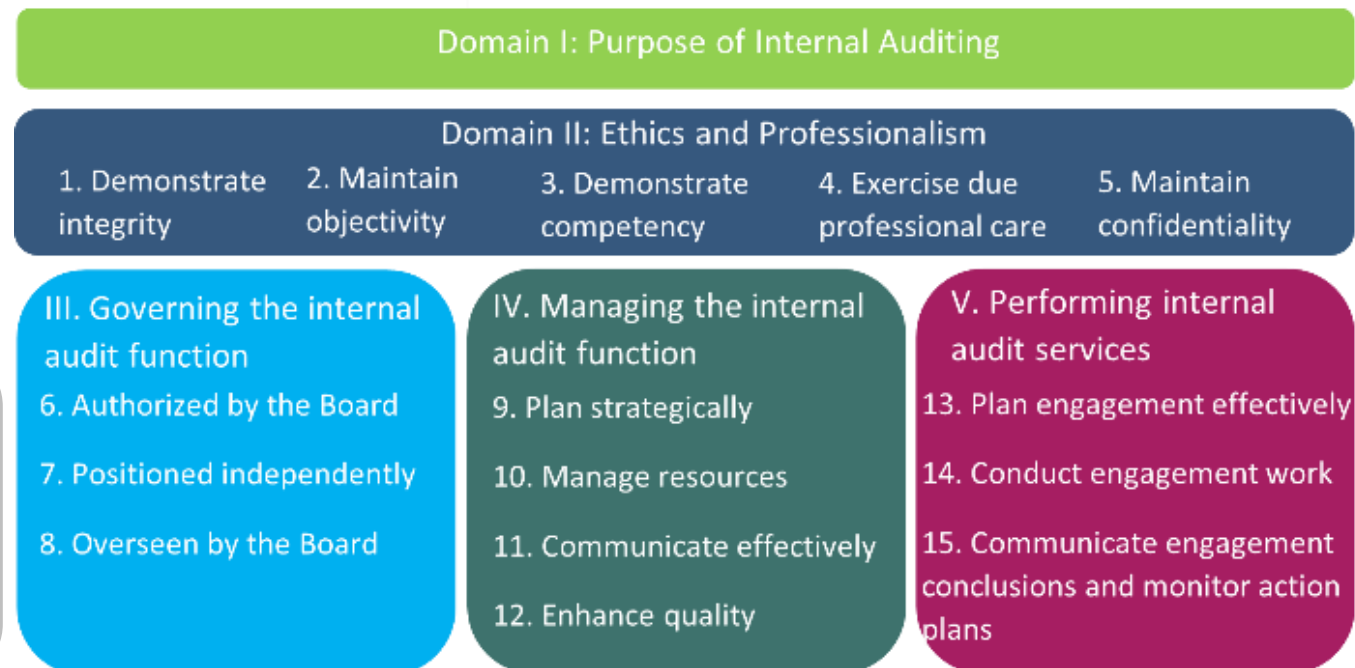 Domain I: Purpose of Internal Auditing
Domain II: Ethics and Professionalism
1. Demonstrate
integrity
2. Maintain
objectivity
3. Demonstrate
competency
4. Exercise due
professional care
5. Maintain
confidentiality
III. Governing the internal
audit function
6. Authorized by the Board
7. Positioned independently
8. Overseen by the Board
IV. Managing the internal
audit function
9. Plan strategically
10. Manage resources
11. Communicate effectively
12. Enhance quality
V. Performing internal
audit services
13. Plan engagement effectively
14. Conduct engagement work
15. Communicate engagement
conclusions and monitor action
plans